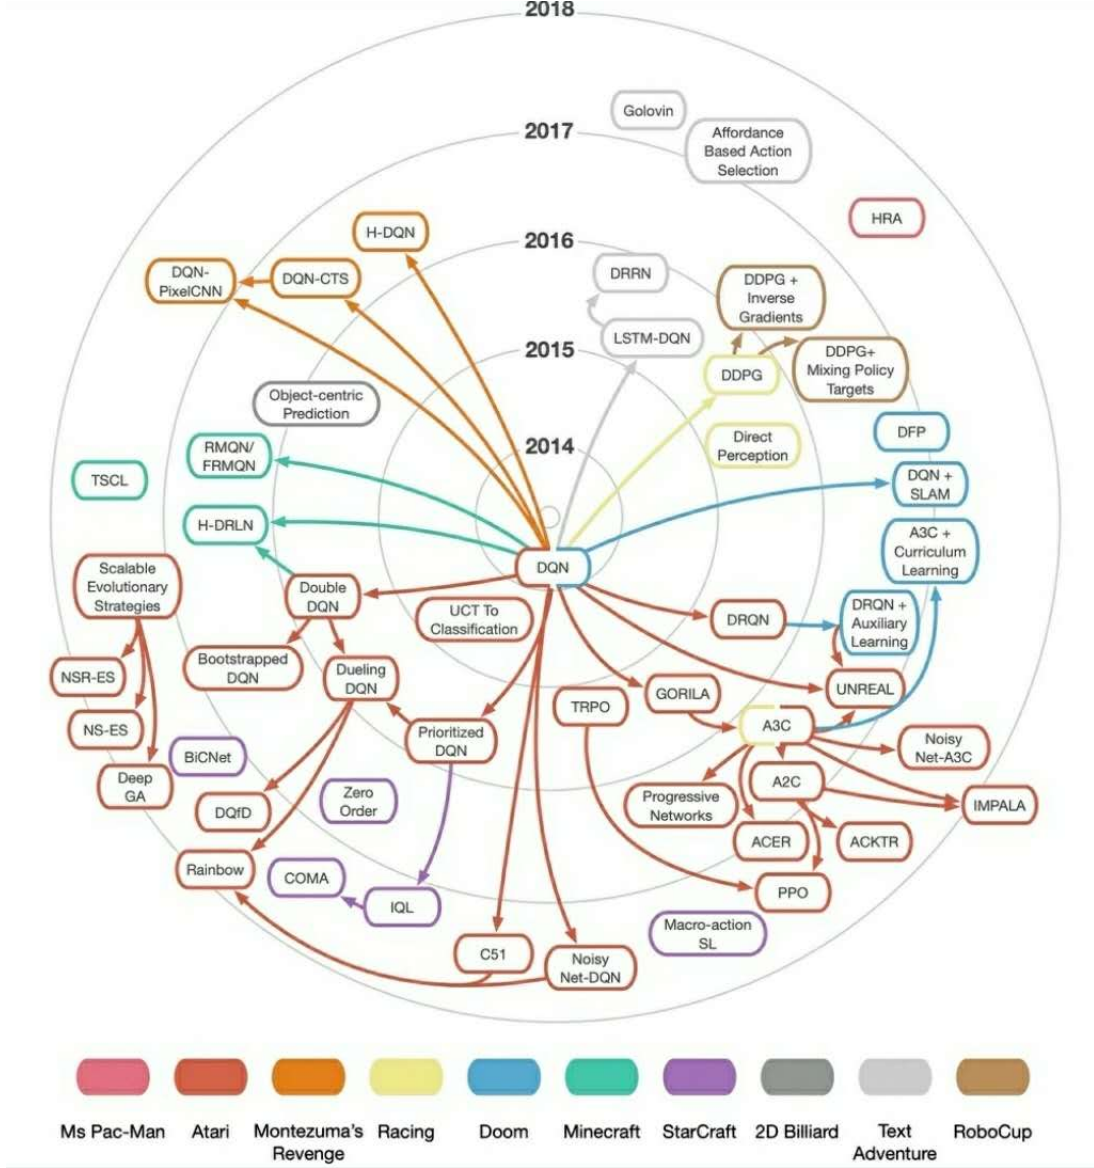 2018
Golovin
2017
Affordance
Based Action
Selection
HRA
H-DQN
2016
DQN-
PixelCNN
DQN-CTS
DRRN
DDPG +
Inverse
Gradients
LSTM-DQN
2015
DDPG
DDPG+
Mixing Policy
Targets
Object-centric
Prediction
Direct
Perception
DFP
2014
RMQN/
FRMQN
TSCL
DQN +
SLAM
H-DRLN
A3C +
Curriculum
Learning
DQN
Scalable
Evolutionary
Strategies
Double
DQN
UCT To
Classification
DRQN
DRQN +
Auxiliary
Learning
NSR-ES
Bootstrapped
DQN
Dueling
DQN
GORILA
UNREAL
TRPO
NS-ES
Prioritized
DQN
A3C
Noisy
Net-A3C
BiCNet
Deep
GA
A2C
DQfD
Zero
Order
Progressive
Networks
IMPALA
ACER
ACKTR
Rainbow
COMA
IQL
PPO
Macro-action
SL
C51
Noisy
Net-DQN
Ms Pac-Man
Atari
Montezuma's
Revenge
Racing
Doom
Minecraft
StarCraft
2D Billiard
Text
Adventure
RoboCup